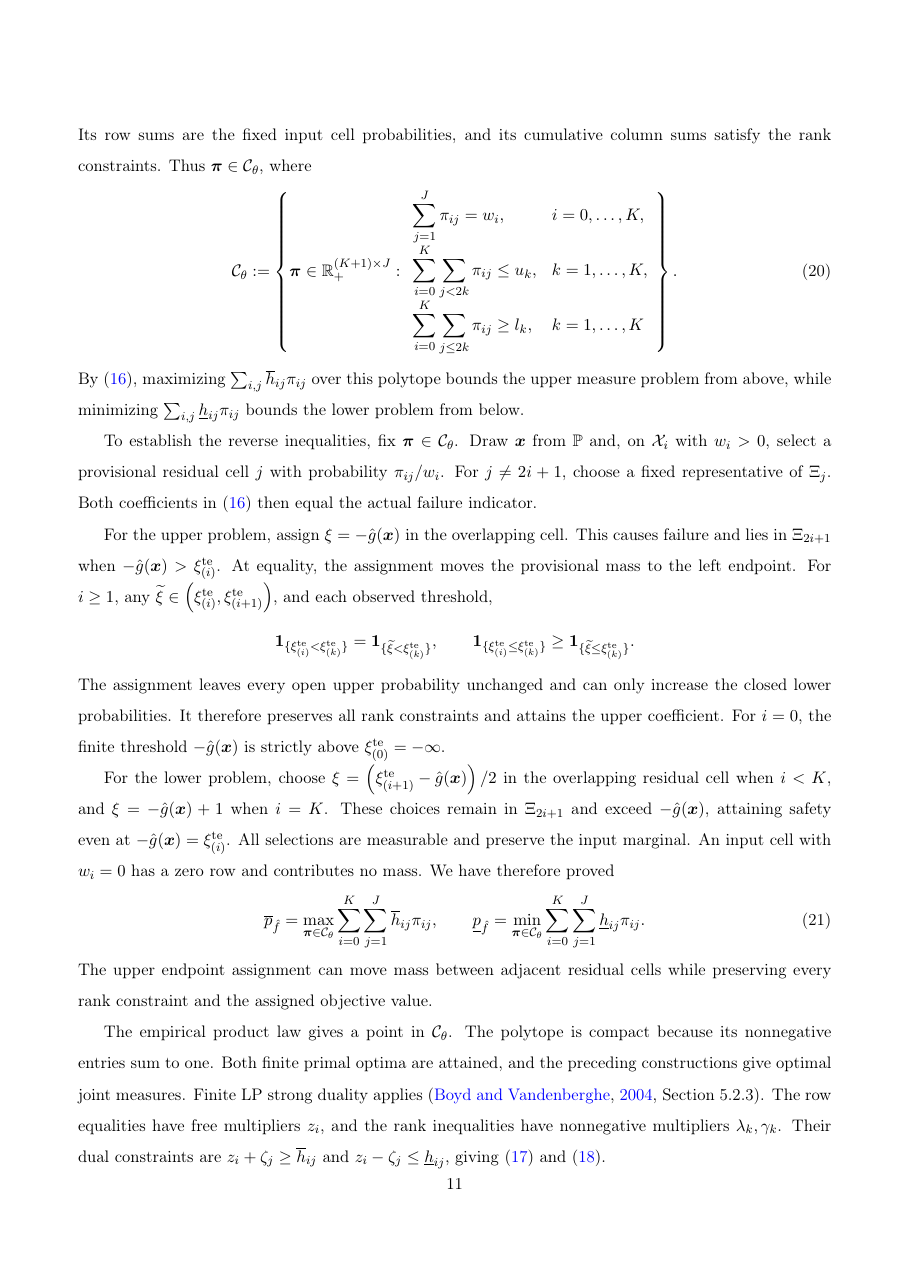 Its row sums are the fixed input cell probabilities, and its cumulative column sums satisfy the rank
constraints. Thus π ∈ 𝒞_θ, where
𝒞_θ := { π ∈ ℝ_+^{(K+1)×J} : ∑_{j=1}^{J} π_{ij} = w_i, i = 0, . . . , K,
∑_{i=0}^{K} ∑_{j<2k} π_{ij} ≤ u_k, k = 1, . . . , K,
∑_{i=0}^{K} ∑_{j≤2k} π_{ij} ≥ l_k, k = 1, . . . , K } . (20)
By (16), maximizing ∑_{i,j} \overline{h}_{ij}π_{ij} over this polytope bounds the upper measure problem from above, while
minimizing ∑_{i,j} \underline{h}_{ij}π_{ij} bounds the lower problem from below.
To establish the reverse inequalities, fix π ∈ 𝒞_θ. Draw x from ℙ and, on 𝒳_i with w_i > 0, select a
provisional residual cell j with probability π_{ij}/w_i. For j ≠ 2i + 1, choose a fixed representative of Ξ_j.
Both coefficients in (16) then equal the actual failure indicator.
For the upper problem, assign ξ = −ĝ(x) in the overlapping cell. This causes failure and lies in Ξ_{2i+1}
when −ĝ(x) > ξ^{te}_{(i)}. At equality, the assignment moves the provisional mass to the left endpoint. For
i ≥ 1, any \widetilde{ξ} ∈ (ξ^{te}_{(i)}, ξ^{te}_{(i+1)}), and each observed threshold,
1_{{ξ^{te}_{(i)}<ξ^{te}_{(k)}}} = 1_{{\widetilde{ξ}<ξ^{te}_{(k)}}}, 1_{{ξ^{te}_{(i)}≤ξ^{te}_{(k)}}} ≥ 1_{{\widetilde{ξ}≤ξ^{te}_{(k)}}}.
The assignment leaves every open upper probability unchanged and can only increase the closed lower
probabilities. It therefore preserves all rank constraints and attains the upper coefficient. For i = 0, the
finite threshold −ĝ(x) is strictly above ξ^{te}_{(0)} = −∞.
For the lower problem, choose ξ = (ξ^{te}_{(i+1)} − ĝ(x)) /2 in the overlapping residual cell when i < K,
and ξ = −ĝ(x) + 1 when i = K. These choices remain in Ξ_{2i+1} and exceed −ĝ(x), attaining safety
even at −ĝ(x) = ξ^{te}_{(i)}. All selections are measurable and preserve the input marginal. An input cell with
w_i = 0 has a zero row and contributes no mass. We have therefore proved
\overline{p}_{\hat{f}} = max_{π∈𝒞_θ} ∑_{i=0}^{K} ∑_{j=1}^{J} \overline{h}_{ij}π_{ij}, \underline{p}_{\hat{f}} = min_{π∈𝒞_θ} ∑_{i=0}^{K} ∑_{j=1}^{J} \underline{h}_{ij}π_{ij}. (21)
The upper endpoint assignment can move mass between adjacent residual cells while preserving every
rank constraint and the assigned objective value.
The empirical product law gives a point in 𝒞_θ. The polytope is compact because its nonnegative
entries sum to one. Both finite primal optima are attained, and the preceding constructions give optimal
joint measures. Finite LP strong duality applies (Boyd and Vandenberghe, 2004, Section 5.2.3). The row
equalities have free multipliers z_i, and the rank inequalities have nonnegative multipliers λ_k, γ_k. Their
dual constraints are z_i + ζ_j ≥ \overline{h}_{ij} and z_i − ζ_j ≤ \underline{h}_{ij}, giving (17) and (18).
11